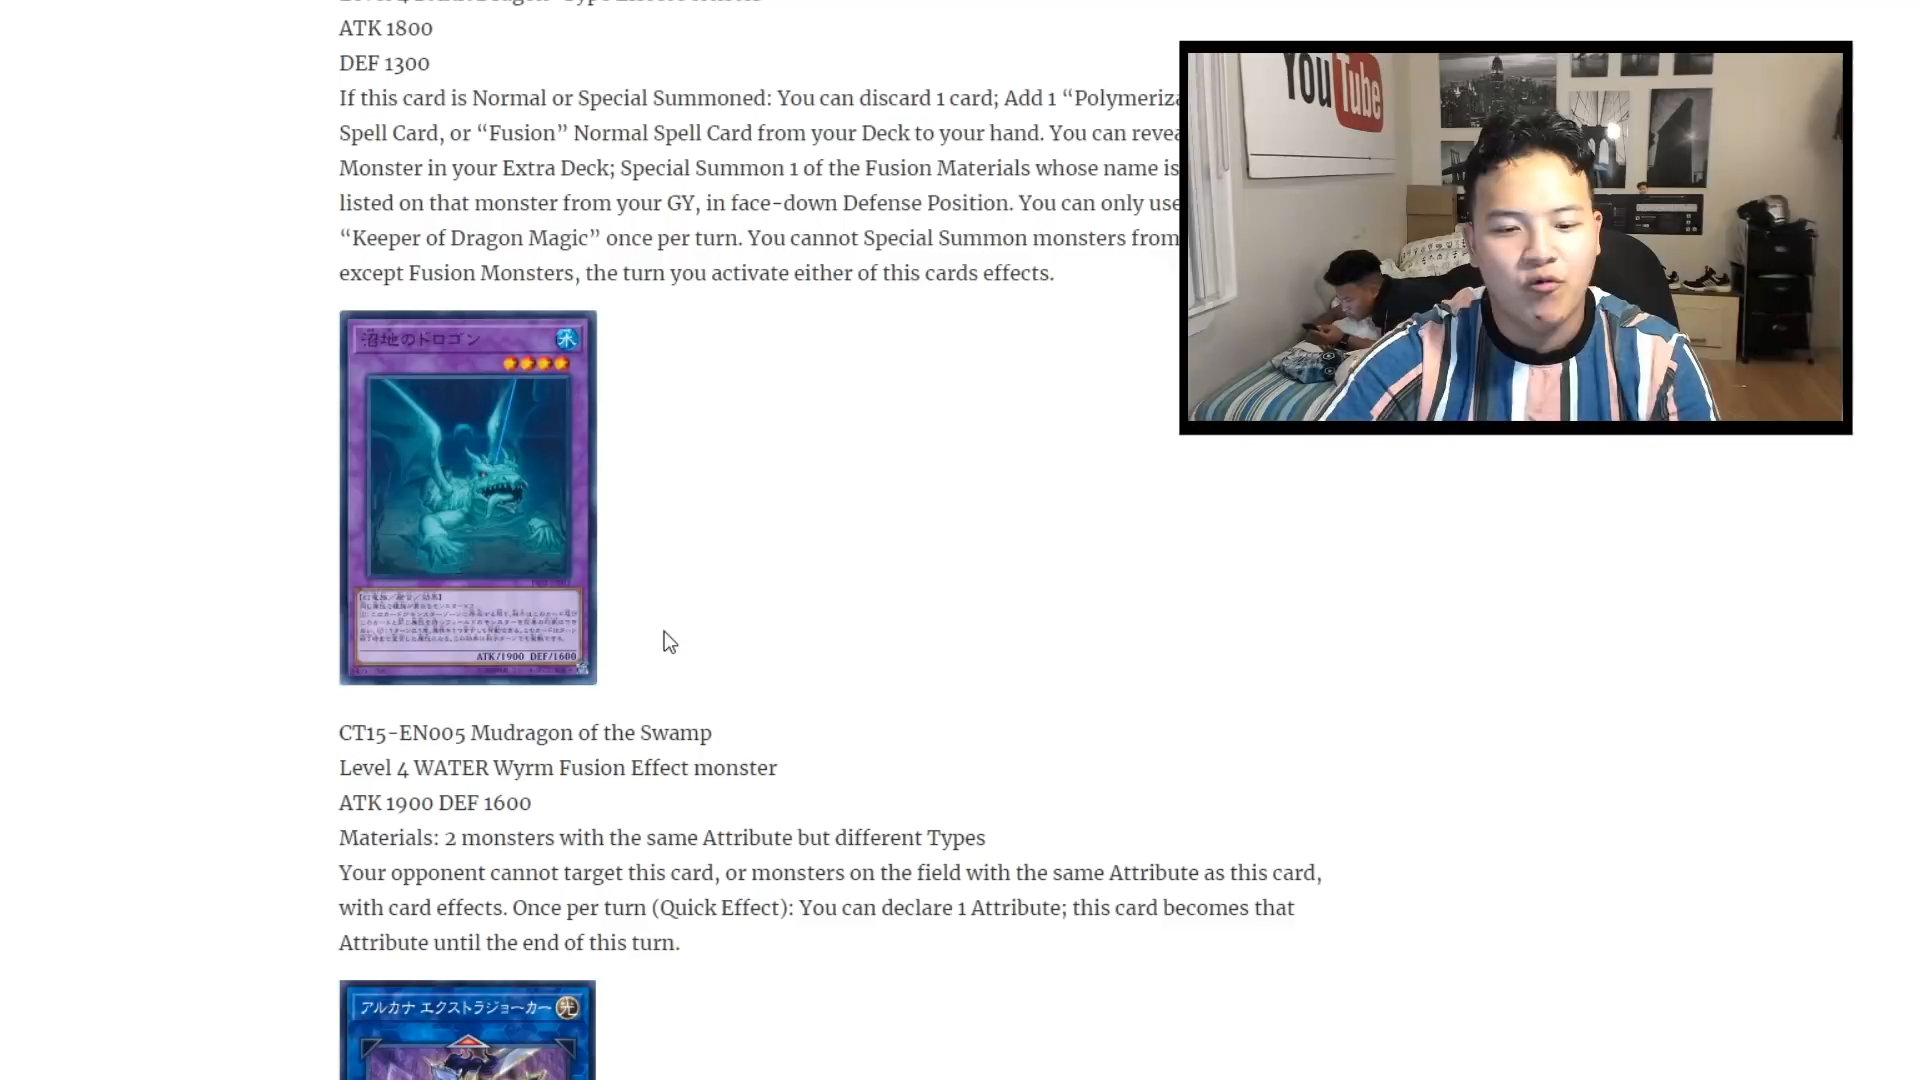 ATK 1800
DEF 1300
If this card is Normal or Special Summoned: You can discard 1 card; Add 1 “Polymeriza
Spell Card, or “Fusion” Normal Spell Card from your Deck to your hand. You can revea
Monster in your Extra Deck; Special Summon 1 of the Fusion Materials whose name is
listed on that monster from your GY, in face-down Defense Position. You can only use
“Keeper of Dragon Magic” once per turn. You cannot Special Summon monsters from
except Fusion Monsters, the turn you activate either of this cards effects.
You
Tube
沼地のドロゴン
水
ATK/1900 DEF/1600
CT15-EN005 Mudragon of the Swamp
Level 4 WATER Wyrm Fusion Effect monster
ATK 1900 DEF 1600
Materials: 2 monsters with the same Attribute but different Types
Your opponent cannot target this card, or monsters on the field with the same Attribute as this card,
with card effects. Once per turn (Quick Effect): You can declare 1 Attribute; this card becomes that
Attribute until the end of this turn.
アルカナ エクストラジョーカー
光